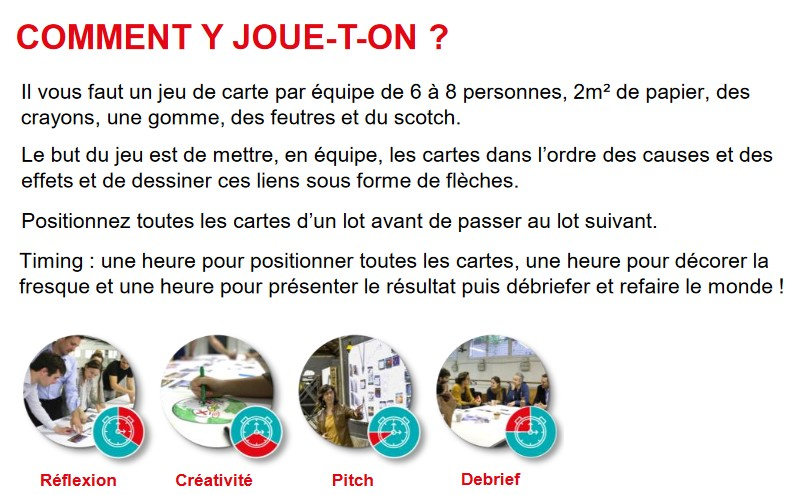 COMMENT Y JOUE-T-ON ?
Il vous faut un jeu de carte par équipe de 6 à 8 personnes, 2m² de papier, des
crayons, une gomme, des feutres et du scotch.
Le but du jeu est de mettre, en équipe, les cartes dans l’ordre des causes et des
effets et de dessiner ces liens sous forme de flèches.
Positionnez toutes les cartes d’un lot avant de passer au lot suivant.
Timing : une heure pour positionner toutes les cartes, une heure pour décorer la
fresque et une heure pour présenter le résultat puis débriefer et refaire le monde !
Réflexion
Créativité
Pitch
Debrief